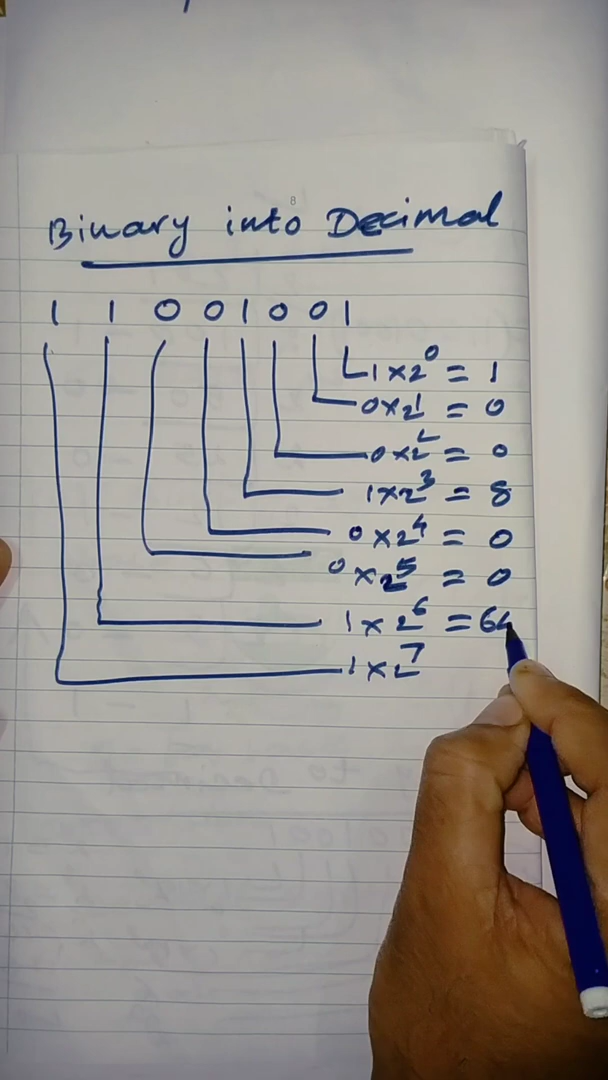 Binary into Decimal
1 1 0 0 1 0 0 1
1 × 2⁰ = 1
0 × 2¹ = 0
0 × 2² = 0
1 × 2³ = 8
0 × 2⁴ = 0
0 × 2⁵ = 0
1 × 2⁶ = 64
1 × 2⁷